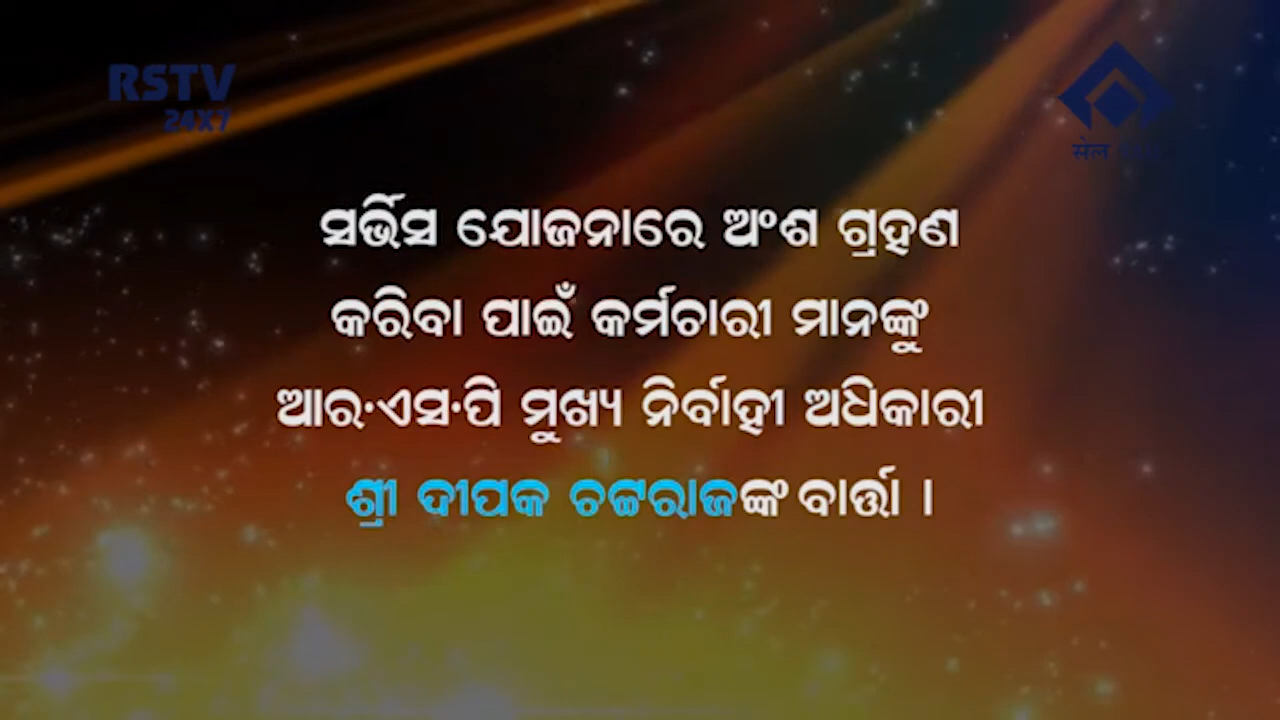 RSTV
24X7
सेल
ସର୍ଭିସ ଯୋଜନାରେ ଅଂଶ ଗ୍ରହଣ
କରିବା ପାଇଁ କର୍ମଚାରୀ ମାନଙ୍କୁ
ଆର.ଏସ.ପି ମୁଖ୍ୟ ନିର୍ବାହୀ ଅଧିକାରୀ
ଶ୍ରୀ ଦୀପକ ଚଟ୍ଟରାଜଙ୍କ ବାର୍ତ୍ତା ।